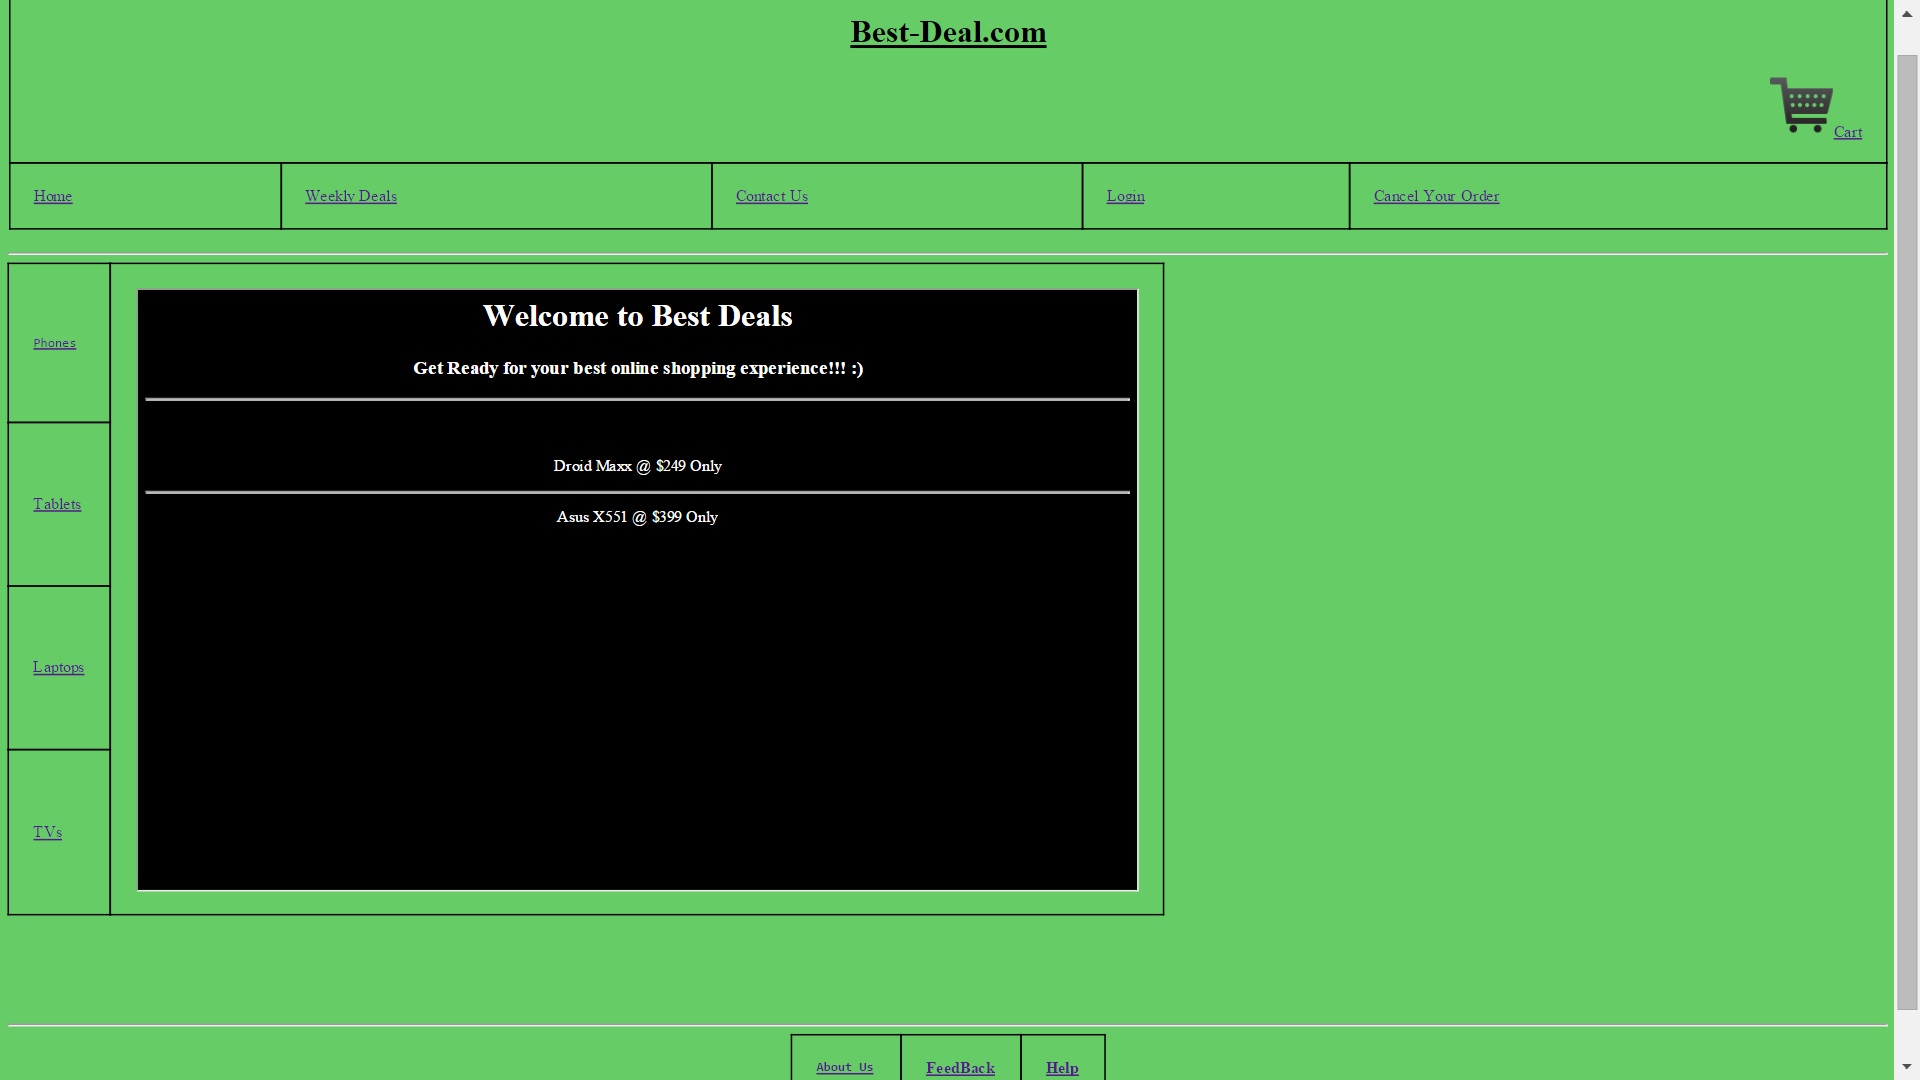 Best-Deal.com
Cart
Home Weekly Deals Contact Us Login Cancel Your Order
Phones
Tablets
Laptops
TVs
Welcome to Best Deals
Get Ready for your best online shopping experience!!! :)
Droid Maxx @ $249 Only
Asus X551 @ $399 Only
About Us FeedBack Help